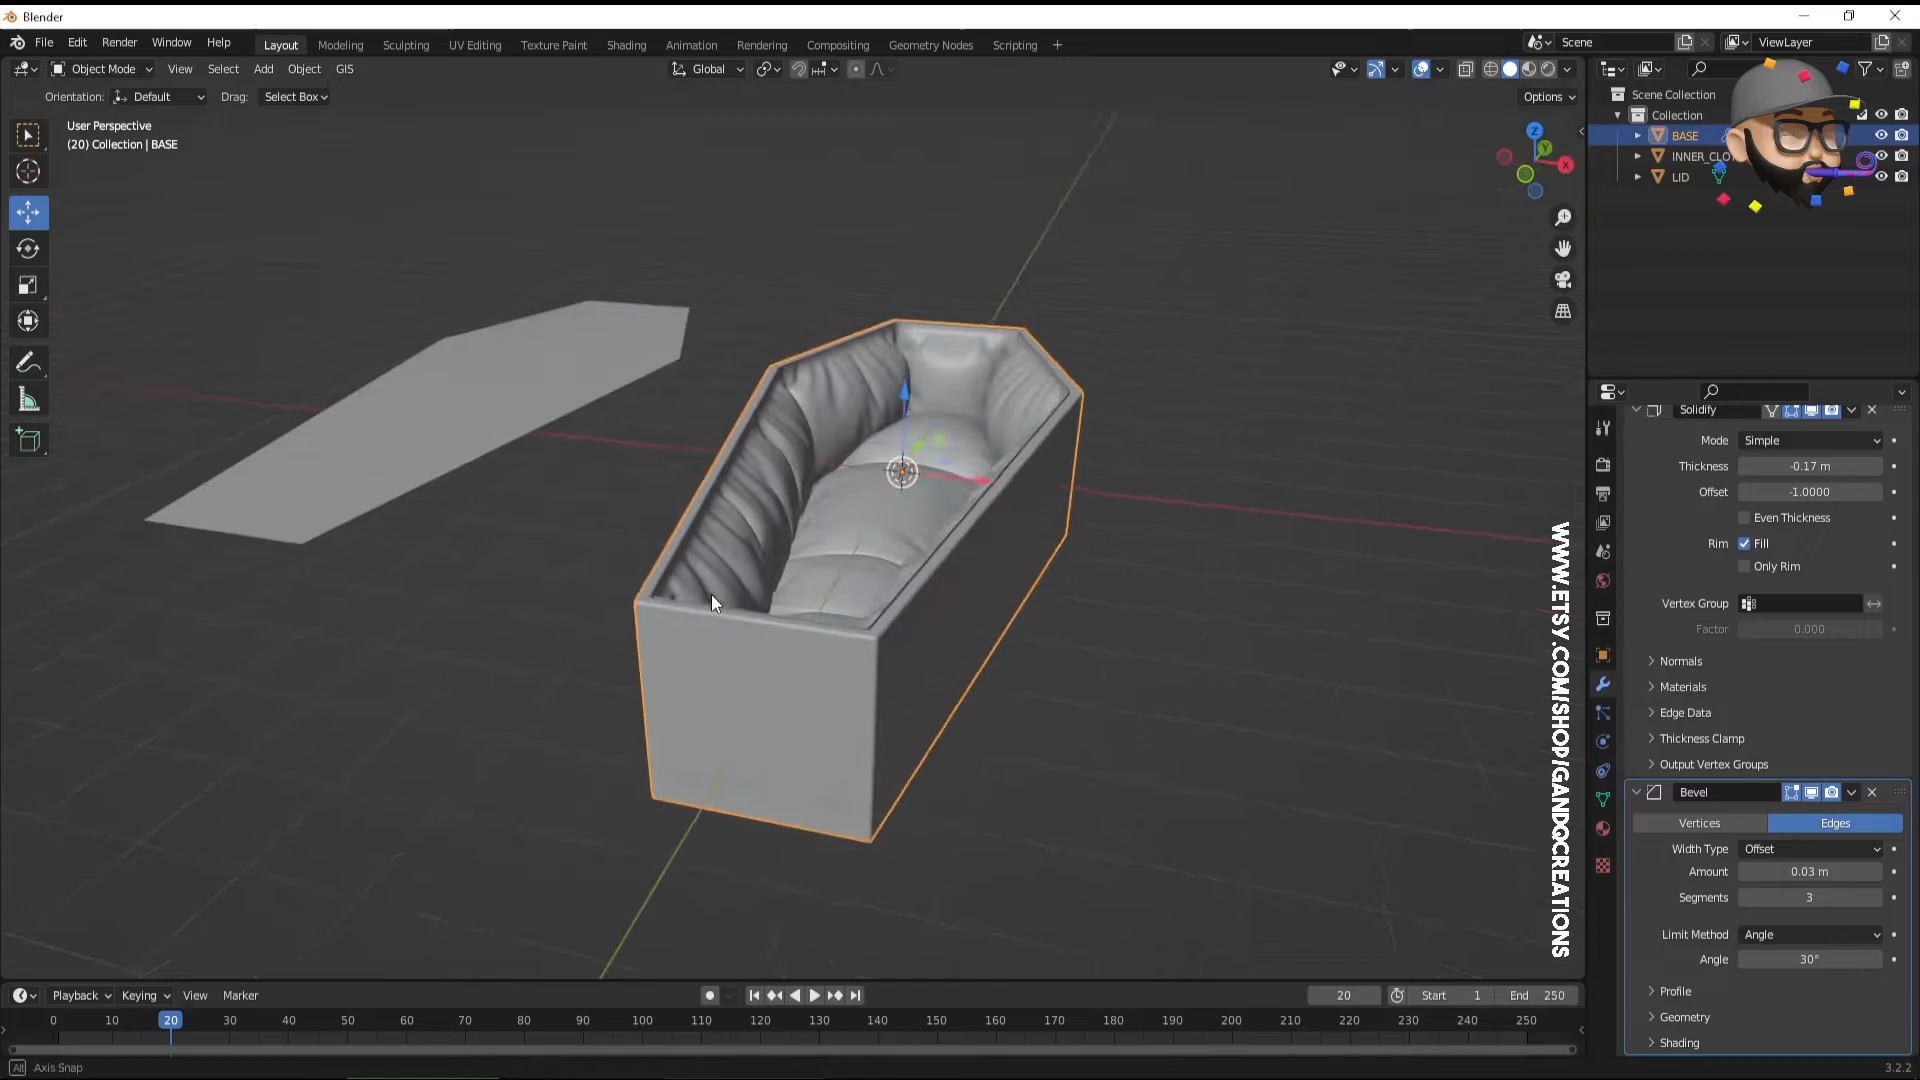 Blender
File Edit Render Window Help
Layout Modeling Sculpting UV Editing Texture Paint Shading Animation Rendering Compositing Geometry Nodes Scripting +
Scene
ViewLayer
Object Mode View Select Add Object GIS
Global
Orientation: Default Drag: Select Box
Options
User Perspective
(20) Collection | BASE
Z
Y
X
Scene Collection
Collection
BASE
INNER_CLO
LID
Solidify
Mode Simple
Thickness -0.17 m
Offset -1.0000
Even Thickness
Rim Fill
Only Rim
Vertex Group
Factor 0.000
Normals
Materials
Edge Data
Thickness Clamp
Output Vertex Groups
Bevel
Vertices Edges
Width Type Offset
Amount 0.03 m
Segments 3
Limit Method Angle
Angle 30°
Profile
Geometry
Shading
WWW.ETSY.COM/SHOP/GANDQCREATIONS
Playback Keying View Marker
20 Start 1 End 250
0 10 20 30 40 50 60 70 80 90 100 110 120 130 140 150 160 170 180 190 200 210 220 230 240 250
Alt Axis Snap
3.2.2